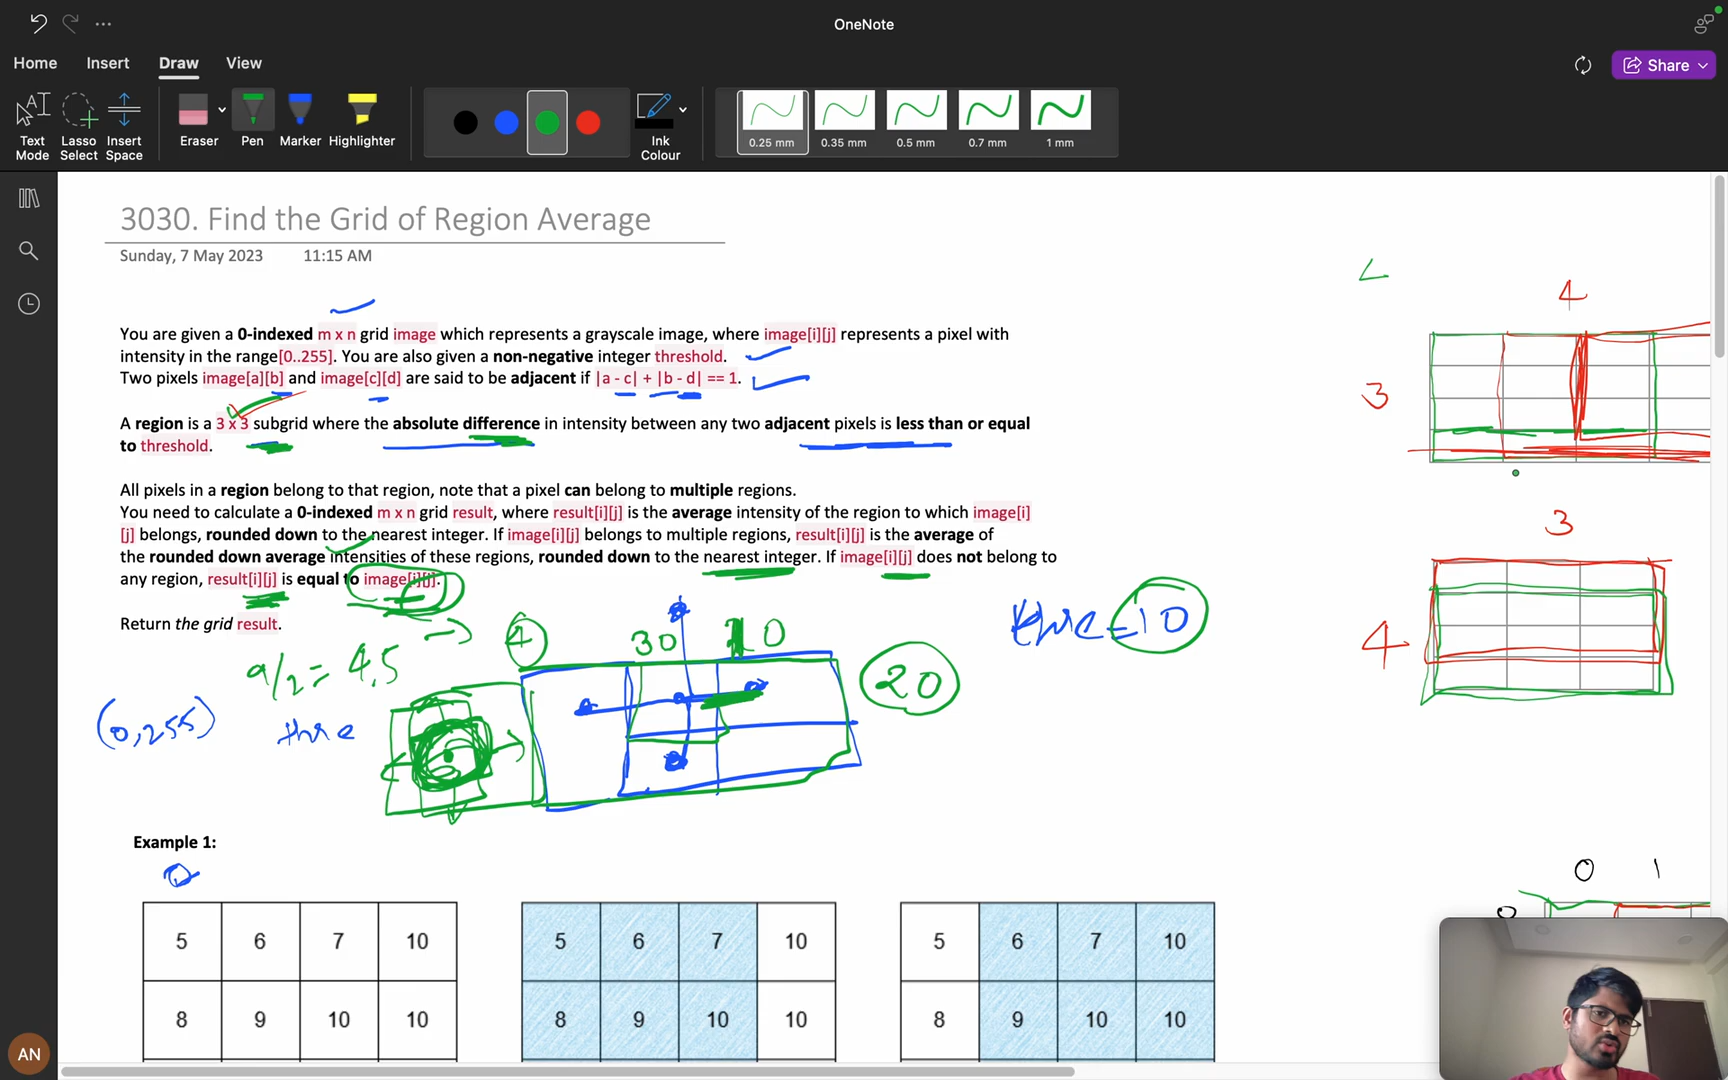 OneNote
Home Insert Draw View
Share
Text Mode
Lasso Select
Insert Space
Eraser
Pen
Marker
Highlighter
Ink Colour
0.25 mm 0.35 mm 0.5 mm 0.7 mm 1 mm
3030. Find the Grid of Region Average
Sunday, 7 May 2023 11:15 AM
You are given a 0-indexed m x n grid image which represents a grayscale image, where image[i][j] represents a pixel with
intensity in the range[0..255]. You are also given a non-negative integer threshold.
Two pixels image[a][b] and image[c][d] are said to be adjacent if |a - c| + |b - d| == 1.
A region is a 3 x 3 subgrid where the absolute difference in intensity between any two adjacent pixels is less than or equal
to threshold.
All pixels in a region belong to that region, note that a pixel can belong to multiple regions.
You need to calculate a 0-indexed m x n grid result, where result[i][j] is the average intensity of the region to which image[i]
[j] belongs, rounded down to the nearest integer. If image[i][j] belongs to multiple regions, result[i][j] is the average of
the rounded down average intensities of these regions, rounded down to the nearest integer. If image[i][j] does not belong to
any region, result[i][j] is equal to image[i][j].
Return the grid result.
9/2 = 4.5 → 4
30 10
20
thre = 10
(0,255)
thre
4
3
3
4
0 1
0
Example 1:
5 6 7 10
8 9 10 10
5 6 7 10
8 9 10 10
5 6 7 10
8 9 10 10
AN